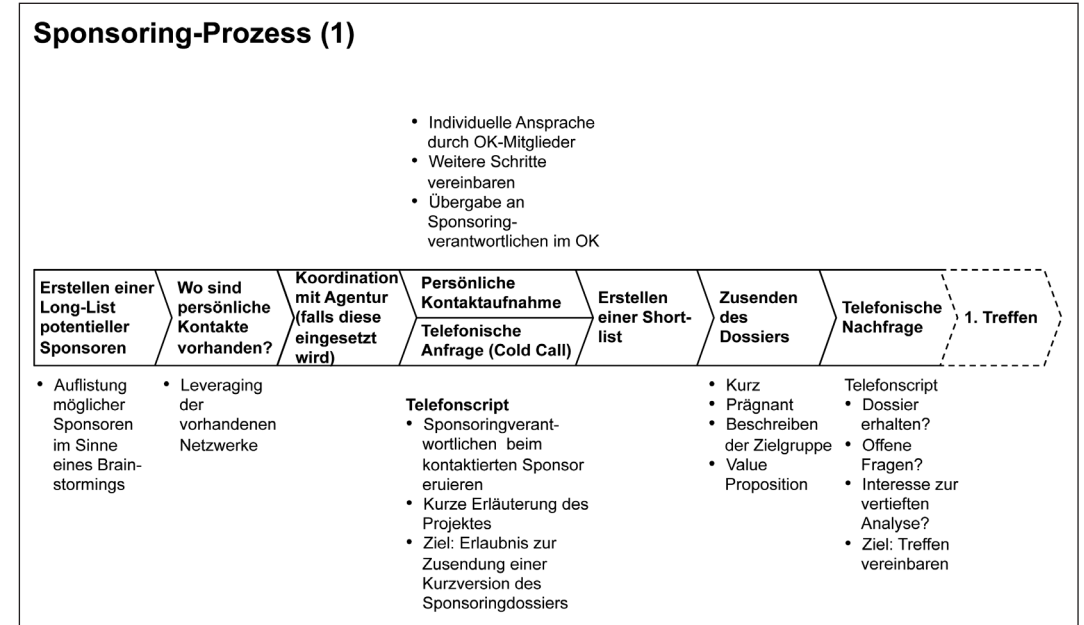 Sponsoring-Prozess (1)
• Individuelle Ansprache
durch OK-Mitglieder
• Weitere Schritte
vereinbaren
• Übergabe an
Sponsoring-
verantwortlichen im OK
Erstellen einer
Long-List
potentieller
Sponsoren
Wo sind
persönliche
Kontakte
vorhanden?
Koordination
mit Agentur
(falls diese
eingesetzt
wird)
Persönliche
Kontaktaufnahme
Telefonische
Anfrage (Cold Call)
Erstellen
einer Short-
list
Zusenden
des
Dossiers
Telefonische
Nachfrage
1. Treffen
• Auflistung
möglicher
Sponsoren
im Sinne
eines Brain-
stormings
• Leveraging
der
vorhandenen
Netzwerke
Telefonscript
• Sponsoringverant-
wortlichen beim
kontaktierten Sponsor
eruieren
• Kurze Erläuterung des
Projektes
• Ziel: Erlaubnis zur
Zusendung einer
Kurzversion des
Sponsoringdossiers
• Kurz
• Prägnant
• Beschreiben
der Zielgruppe
• Value
Proposition
Telefonscript
• Dossier
erhalten?
• Offene
Fragen?
• Interesse zur
vertieften
Analyse?
• Ziel: Treffen
vereinbaren